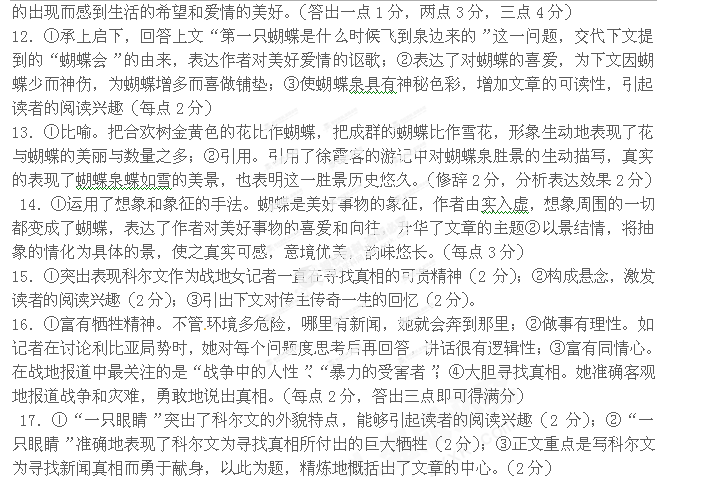 的出现而感到生活的希望和爱情的美好。（答出一点1分，两点3分，三点4分）
12．①承上启下，回答上文“第一只蝴蝶是什么时候飞到泉边来的”这一问题，交代下文提
到的“蝴蝶会”的由来，表达作者对美好爱情的讴歌；②表达了对蝴蝶的喜爱，为下文因蝴
蝶少而神伤，为蝴蝶增多而喜做铺垫；③使蝴蝶泉具有神秘色彩，增加文章的可读性，引起
读者的阅读兴趣（每点2分）
13．①比喻。把合欢树金黄色的花比作蝴蝶，把成群的蝴蝶比作雪花，形象生动地表现了花
与蝴蝶的美丽与数量之多；②引用。引用了徐霞客的游记中对蝴蝶泉胜景的生动描写，真实
的表现了蝴蝶泉蝶如雪的美景，也表明这一胜景历史悠久。（修辞2分，分析表达效果2分）
14．①运用了想象和象征的手法。蝴蝶是美好事物的象征，作者由实入虚，想象周围的一切
都变成了蝴蝶，表达了作者对美好事物的喜爱和向往，升华了文章的主题②以景结情，将抽
象的情化为具体的景，使之真实可感，意境优美，韵味悠长。（每点3分）
15．①突出表现科尔文作为战地女记者一直在寻找真相的可贵精神（2分）；②构成悬念，激发
读者的阅读兴趣（2分）；③引出下文对传主传奇一生的回忆（2分）。
16．①富有牺牲精神。不管环境多危险，哪里有新闻，她就会奔到那里；②做事有理性。如
记者在讨论利比亚局势时，她对每个问题度思考后再回答，讲话很有逻辑性；③富有同情心。
在战地报道中最关注的是“战争中的人性”“暴力的受害者”；④大胆寻找真相。她准确客观
地报道战争和灾难，勇敢地说出真相。（每点2分，答出三点即可得满分）
17．①“一只眼睛”突出了科尔文的外貌特点，能够引起读者的阅读兴趣（2分）；②“一
只眼睛”准确地表现了科尔文为寻找真相所付出的巨大牺牲（2分）；③正文重点是写科尔文
为寻找新闻真相而勇于献身，以此为题，精炼地概括出了文章的中心。（2分）